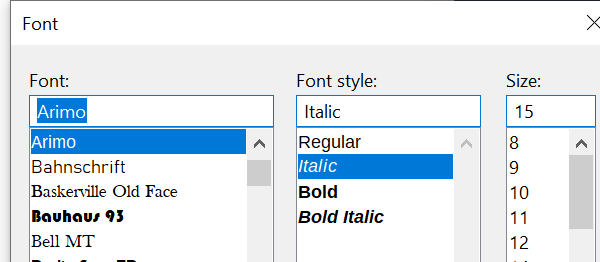 Font
Font: Font style: Size:
Arimo Italic 15
Arimo Regular 8
Bahnschrift Italic 9
Baskerville Old Face Bold 10
Bauhaus 93 Bold Italic 11
Bell MT 12